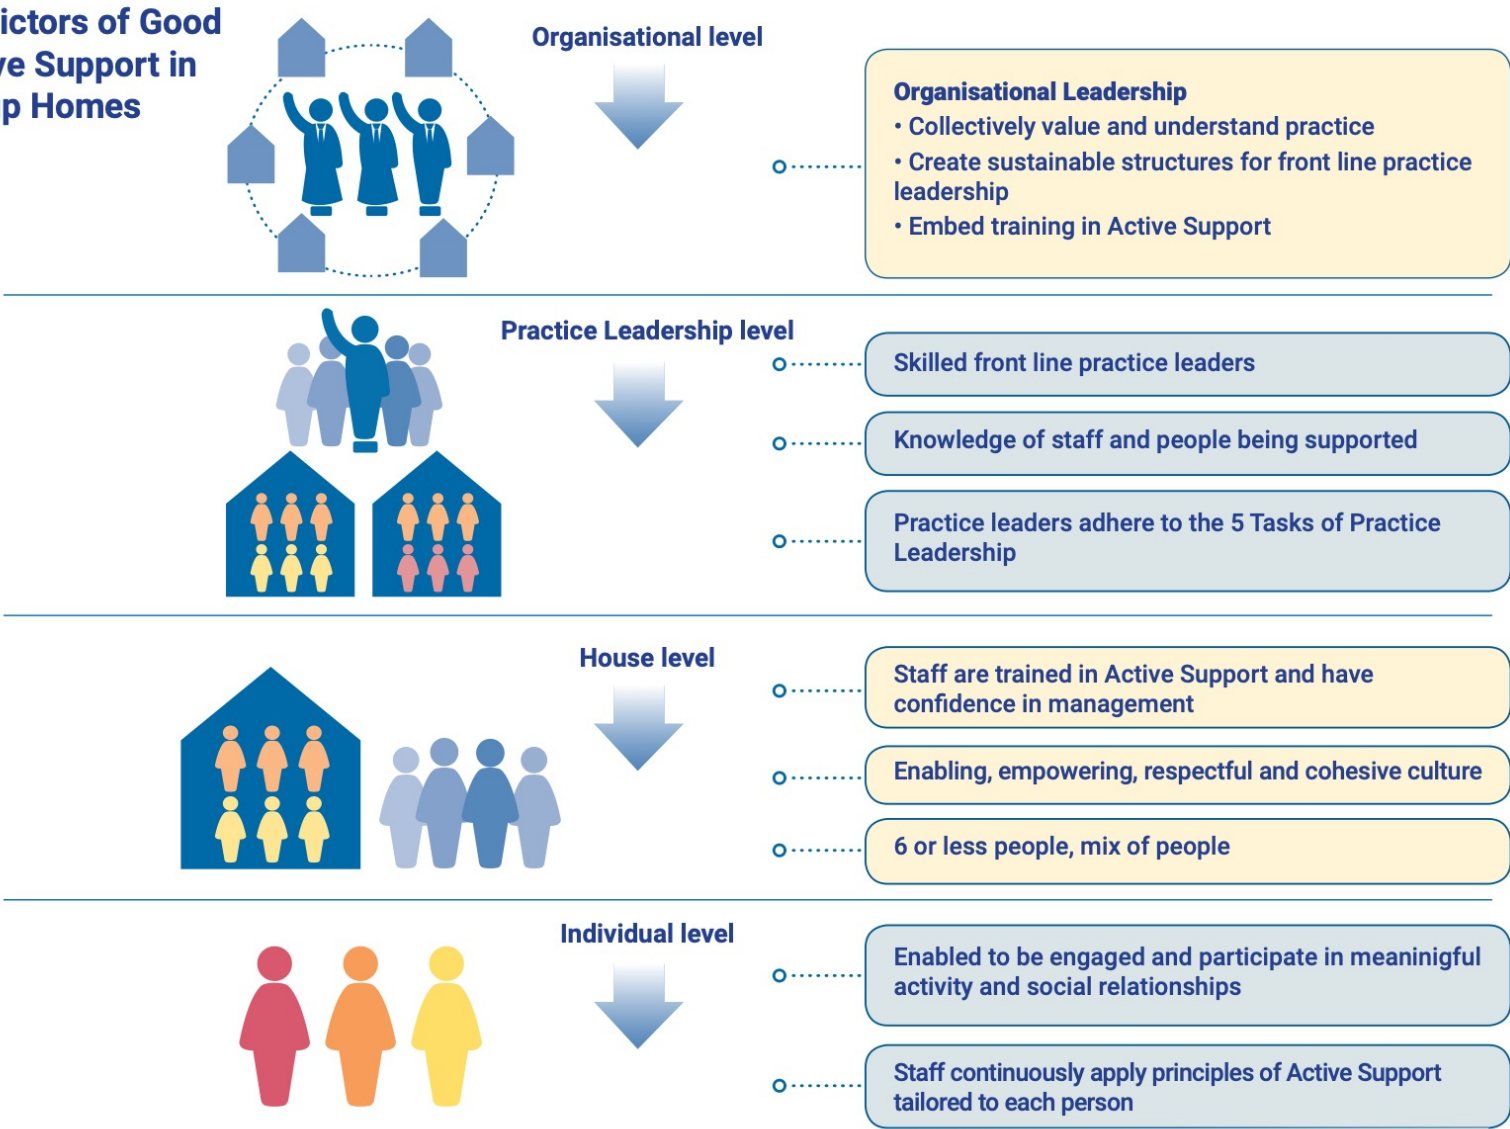 ictors of Good
ve Support in
p Homes
Organisational level
Organisational Leadership
• Collectively value and understand practice
• Create sustainable structures for front line practice
leadership
• Embed training in Active Support
Practice Leadership level
Skilled front line practice leaders
Knowledge of staff and people being supported
Practice leaders adhere to the 5 Tasks of Practice
Leadership
House level
Staff are trained in Active Support and have
confidence in management
Enabling, empowering, respectful and cohesive culture
6 or less people, mix of people
Individual level
Enabled to be engaged and participate in meaninigful
activity and social relationships
Staff continuously apply principles of Active Support
tailored to each person